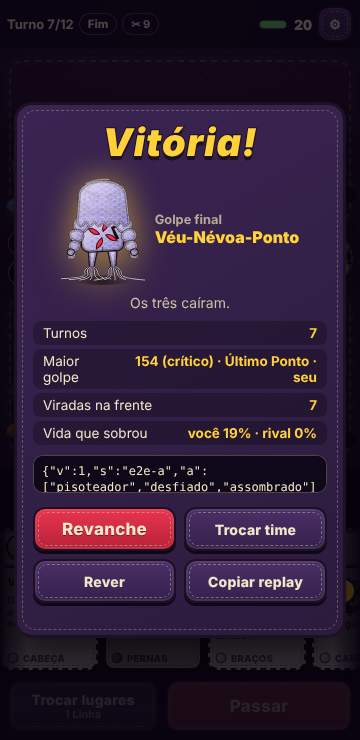 Turno 7/12 Fim ✂ 9 20 ⚙
Vitória!
Golpe final
Véu-Névoa-Ponto
Os três caíram.
Turnos 7
Maior golpe 154 (crítico) · Último Ponto · seu
Viradas na frente 7
Vida que sobrou você 19% · rival 0%
{"v":1,"s":"e2e-a","a":
["pisoteador","desfiado","assombrado"]
Revanche Trocar time
Rever Copiar replay
CABEÇA PERNAS BRAÇOS
Trocar lugares Passar
1 Linha